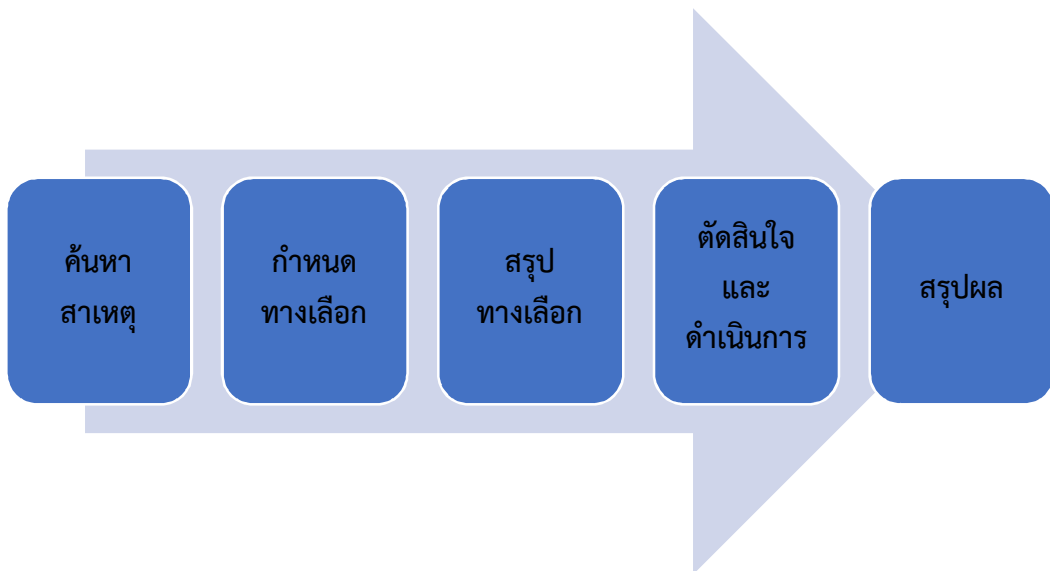 ค้นหา
สาเหตุ
กำหนด
ทางเลือก
สรุป
ทางเลือก
ตัดสินใจ
และ
ดำเนินการ
สรุปผล